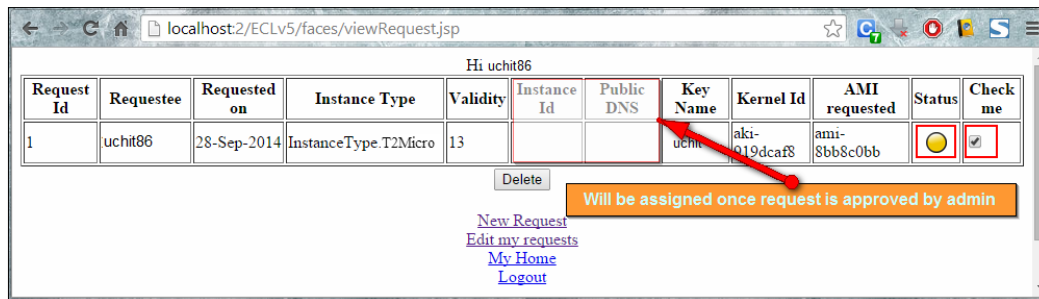 localhost:2/ECLv5/faces/viewRequest.jsp
7
Hi uchit86
Request Id Requestee Requested on Instance Type Validity Instance Id Public DNS Key Name Kernel Id AMI requested Status Check me
1 uchit86 28-Sep-2014 InstanceType.T2Micro 13 uchit aki-919dcaf8 ami-8bb8c0bb
Delete
Will be assigned once request is approved by admin
New Request
Edit my requests
My Home
Logout